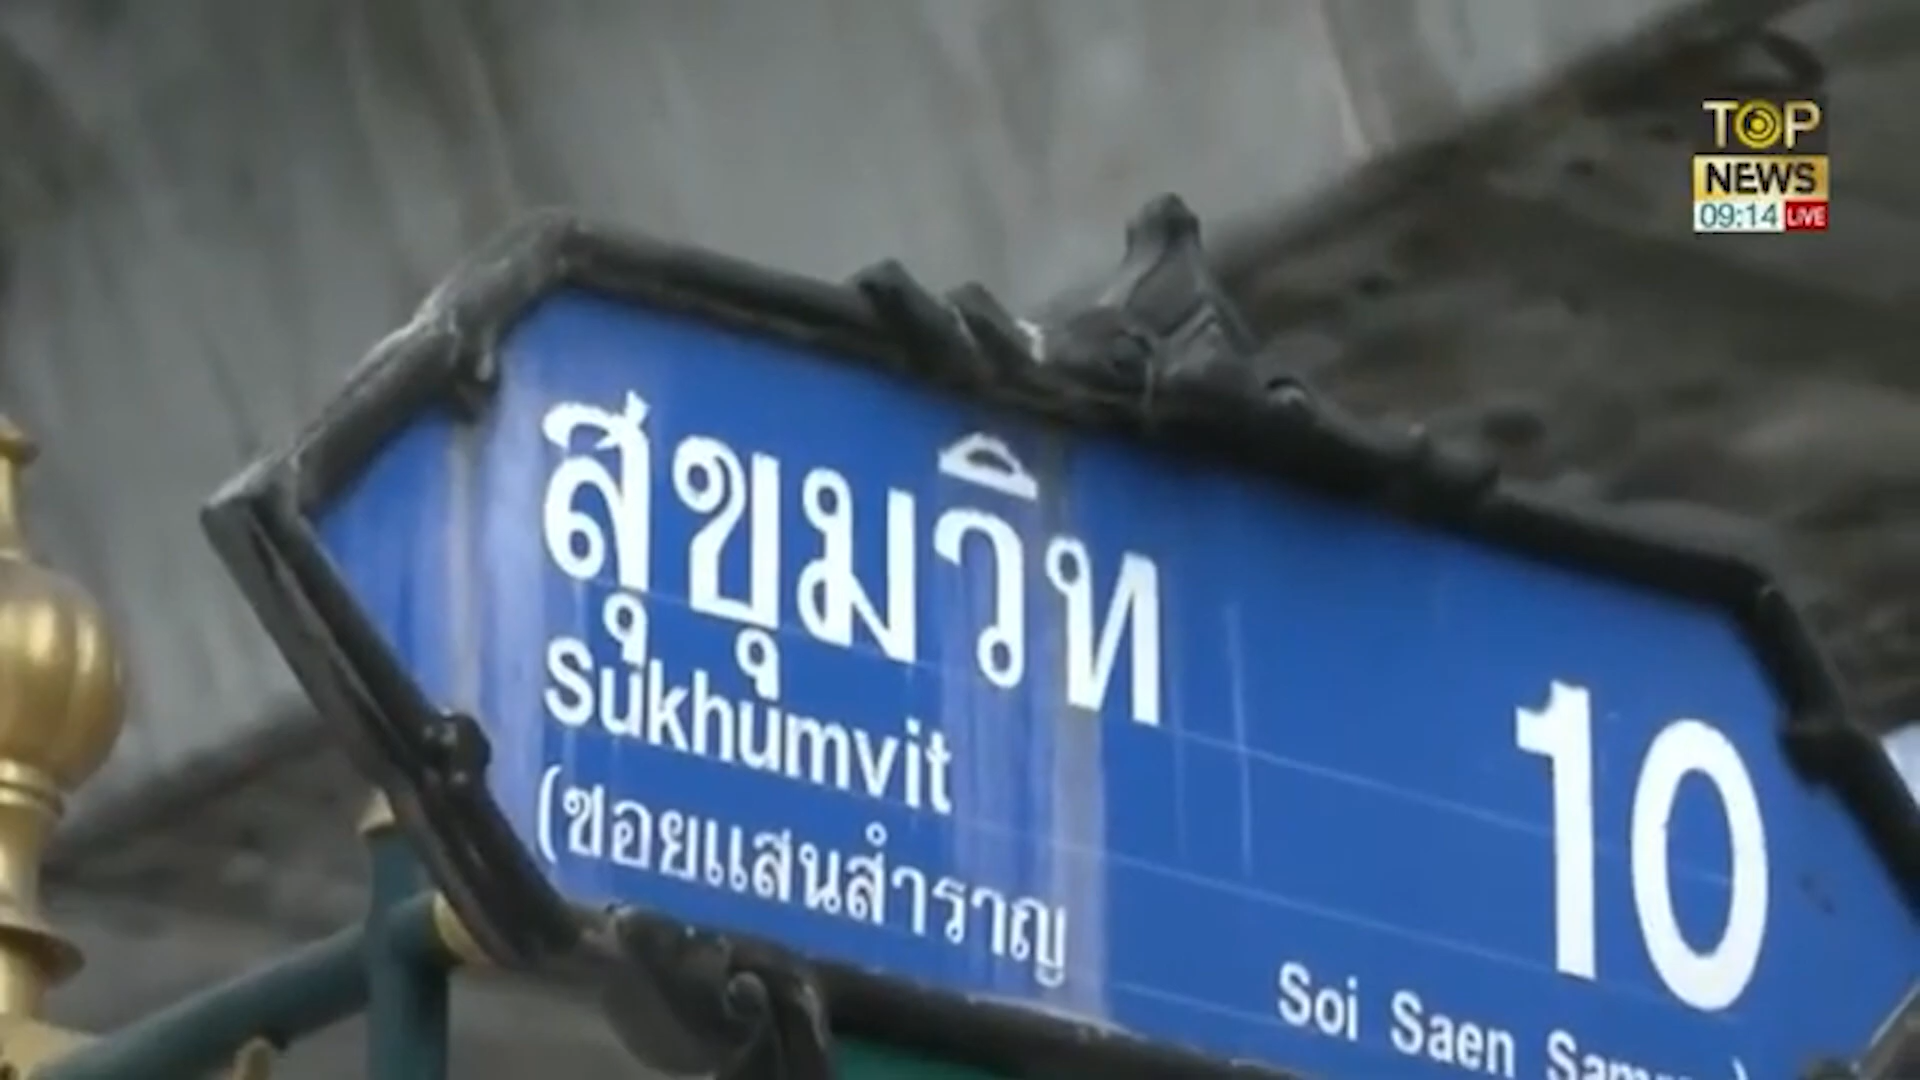 TOP
NEWS
09:14 LIVE
สุขุมวิท
Sukhumvit
10
(ซอยแสนสำราญ
Soi Saen